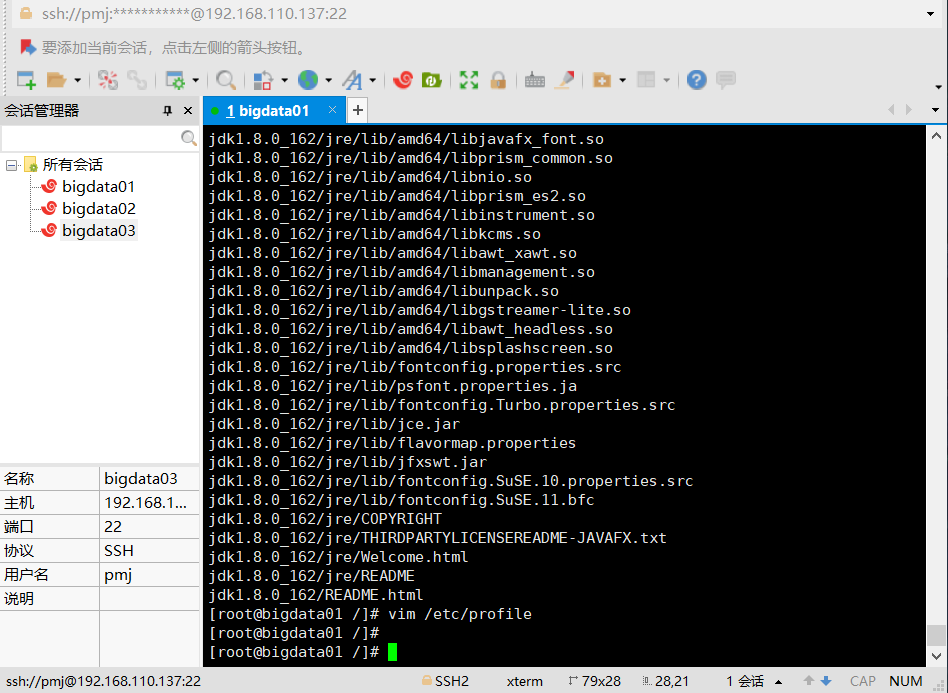 ssh://pmj:***********@192.168.110.137:22
要添加当前会话，点击左侧的箭头按钮。
会话管理器
1 bigdata01
所有会话
bigdata01
bigdata02
bigdata03
名称 bigdata03
主机 192.168.1...
端口 22
协议 SSH
用户名 pmj
说明
jdk1.8.0_162/jre/lib/amd64/libjavafx_font.so
jdk1.8.0_162/jre/lib/amd64/libprism_common.so
jdk1.8.0_162/jre/lib/amd64/libnio.so
jdk1.8.0_162/jre/lib/amd64/libprism_es2.so
jdk1.8.0_162/jre/lib/amd64/libinstrument.so
jdk1.8.0_162/jre/lib/amd64/libkcms.so
jdk1.8.0_162/jre/lib/amd64/libawt_xawt.so
jdk1.8.0_162/jre/lib/amd64/libmanagement.so
jdk1.8.0_162/jre/lib/amd64/libunpack.so
jdk1.8.0_162/jre/lib/amd64/libgstreamer-lite.so
jdk1.8.0_162/jre/lib/amd64/libawt_headless.so
jdk1.8.0_162/jre/lib/amd64/libsplashscreen.so
jdk1.8.0_162/jre/lib/fontconfig.properties.src
jdk1.8.0_162/jre/lib/psfont.properties.ja
jdk1.8.0_162/jre/lib/fontconfig.Turbo.properties.src
jdk1.8.0_162/jre/lib/jce.jar
jdk1.8.0_162/jre/lib/flavormap.properties
jdk1.8.0_162/jre/lib/jfxswt.jar
jdk1.8.0_162/jre/lib/fontconfig.SuSE.10.properties.src
jdk1.8.0_162/jre/lib/fontconfig.SuSE.11.bfc
jdk1.8.0_162/jre/COPYRIGHT
jdk1.8.0_162/jre/THIRDPARTYLICENSEREADME-JAVAFX.txt
jdk1.8.0_162/jre/Welcome.html
jdk1.8.0_162/jre/README
jdk1.8.0_162/README.html
[root@bigdata01 /]# vim /etc/profile
[root@bigdata01 /]#
[root@bigdata01 /]#
ssh://pmj@192.168.110.137:22 SSH2 xterm 79x28 28,21 1 会话 CAP NUM